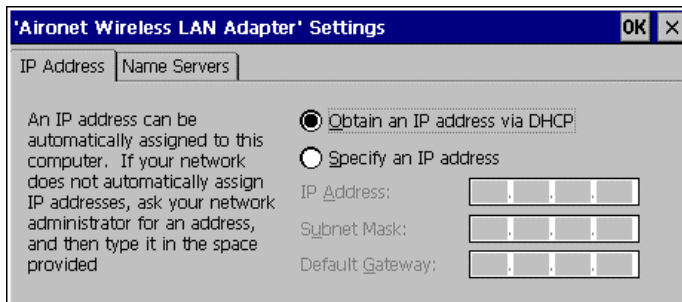 'Aironet Wireless LAN Adapter' Settings OK ×
IP Address Name Servers
An IP address can be
automatically assigned to this
computer. If your network
does not automatically assign
IP addresses, ask your network
administrator for an address,
and then type it in the space
provided
Obtain an IP address via DHCP
Specify an IP address
IP Address:
Subnet Mask:
Default Gateway: